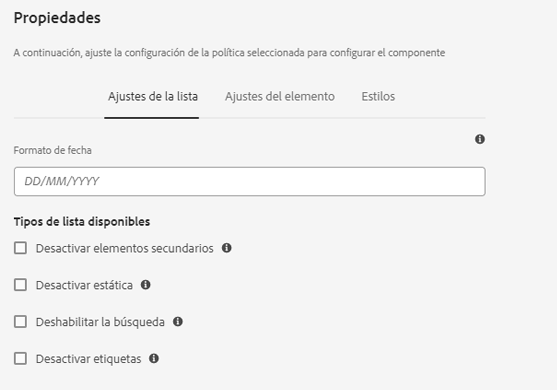 Propiedades
A continuación, ajuste la configuración de la política seleccionada para configurar el componente
Ajustes de la lista Ajustes del elemento Estilos
Formato de fecha
DD/MM/YYYY
Tipos de lista disponibles
Desactivar elementos secundarios
Desactivar estática
Deshabilitar la búsqueda
Desactivar etiquetas